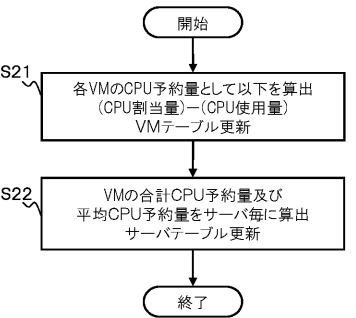 開始
S21
各VMのCPU予約量として以下を算出
(CPU割当量)ー(CPU使用量)
VMテーブル更新
S22
VMの合計CPU予約量及び
平均CPU予約量をサーバ毎に算出
サーバテーブル更新
終了